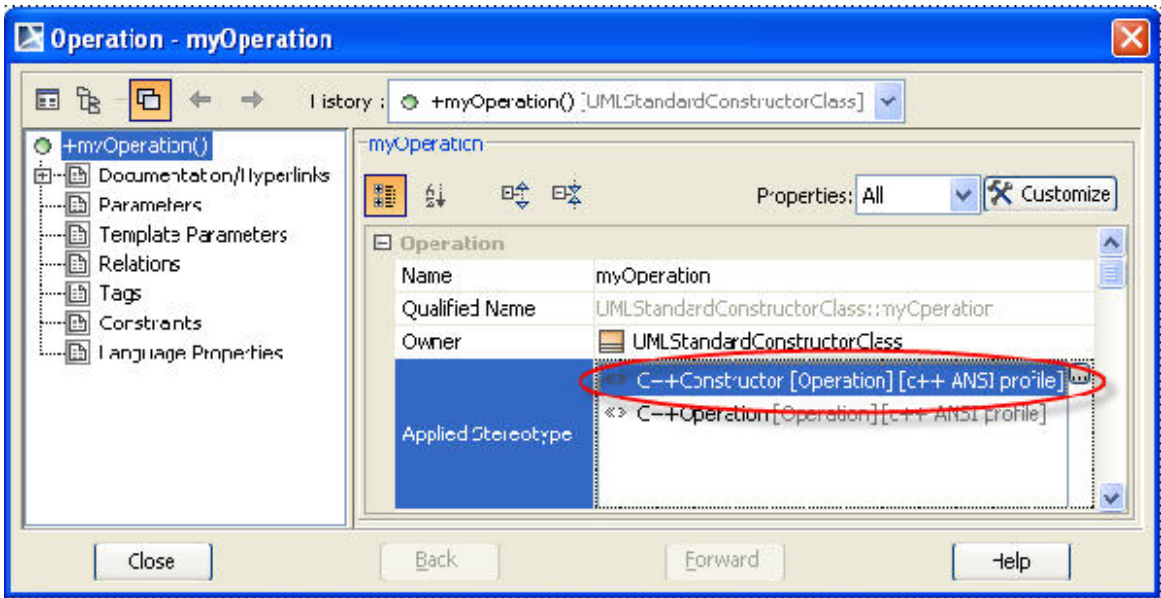 Operation - myOperation
History : +myOperation() [UMLStandardConstructorClass]
+myOperation()
Documentation/Hyperlinks
Parameters
Template Parameters
Relations
Tags
Constraints
Language Properties
myOperation
Properties: All Customize
Operation
Name myOperation
Qualified Name UMLStandardConstructorClass::myOperation
Owner UMLStandardConstructorClass
Applied Stereotype
«» C++Constructor [Operation] [c++ ANSI profile] ...
«» C++Operation [Operation] [c++ ANSI profile]
Close Back Forward Help